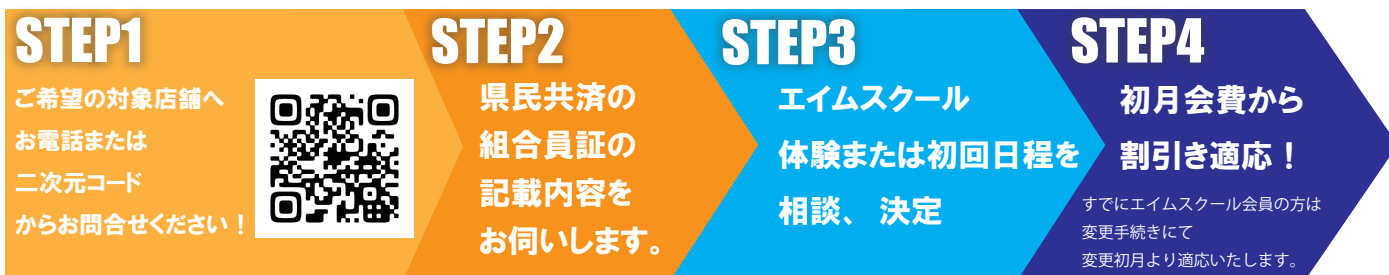 STEP1
ご希望の対象店舗へ
お電話または
二次元コード
からお問合せください！
STEP2
県民共済の
組合員証の
記載内容を
お伺いします。
STEP3
エイムスクール
体験または初回日程を
相談、 決定
STEP4
初月会費から
割引き適応！
すでにエイムスクール会員の方は
変更手続きにて
変更初月より適応いたします。